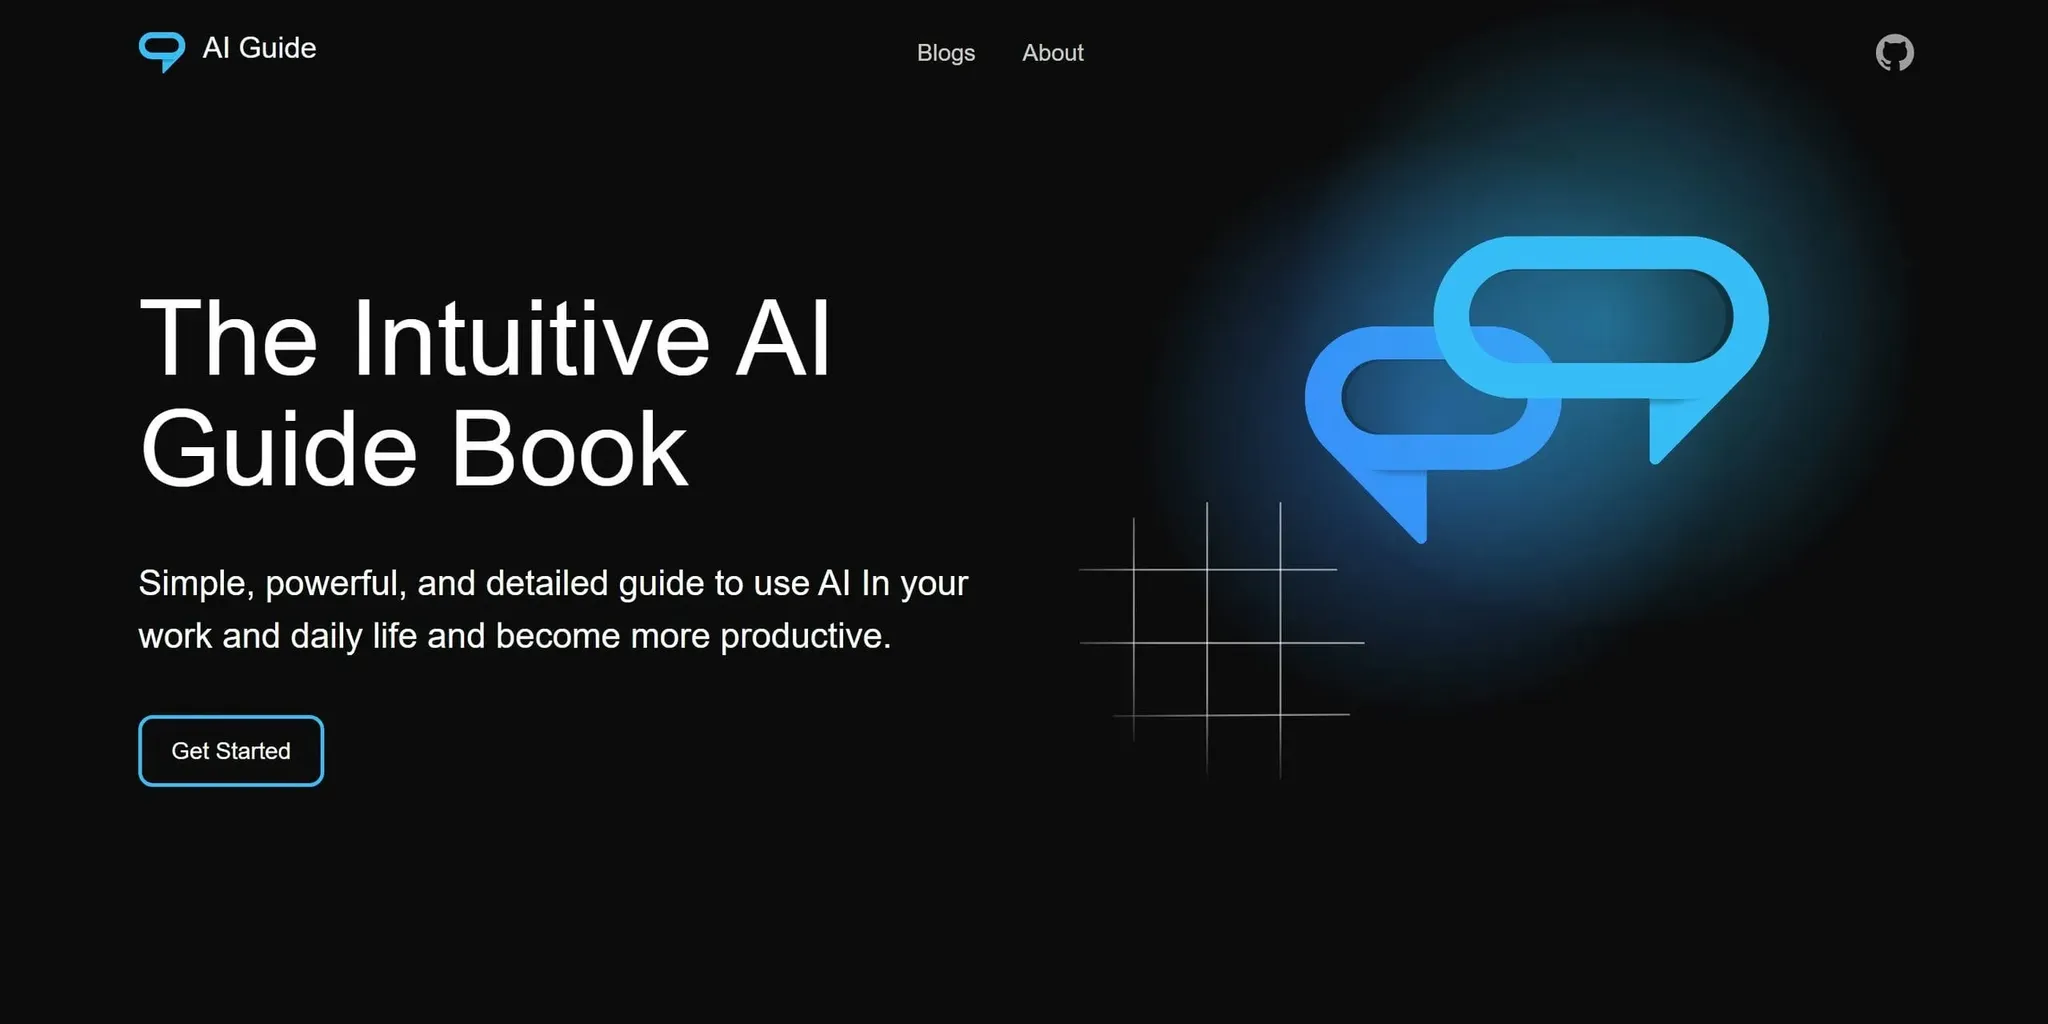 AI Guide
Blogs
About
The Intuitive AI
Guide Book
Simple, powerful, and detailed guide to use AI In your
work and daily life and become more productive.
Get Started